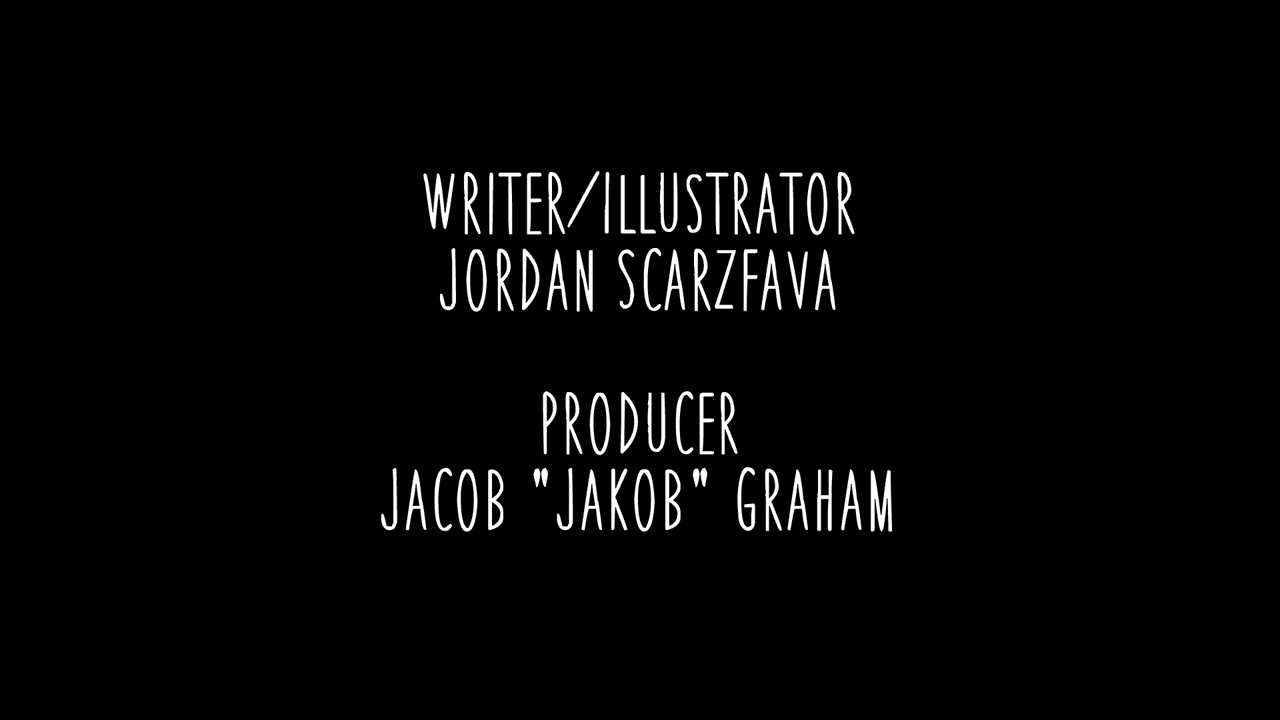 WRITER/ILLUSTRATOR
JORDAN SCARZFAVA
PRODUCER
JACOB "JAKOB" GRAHAM